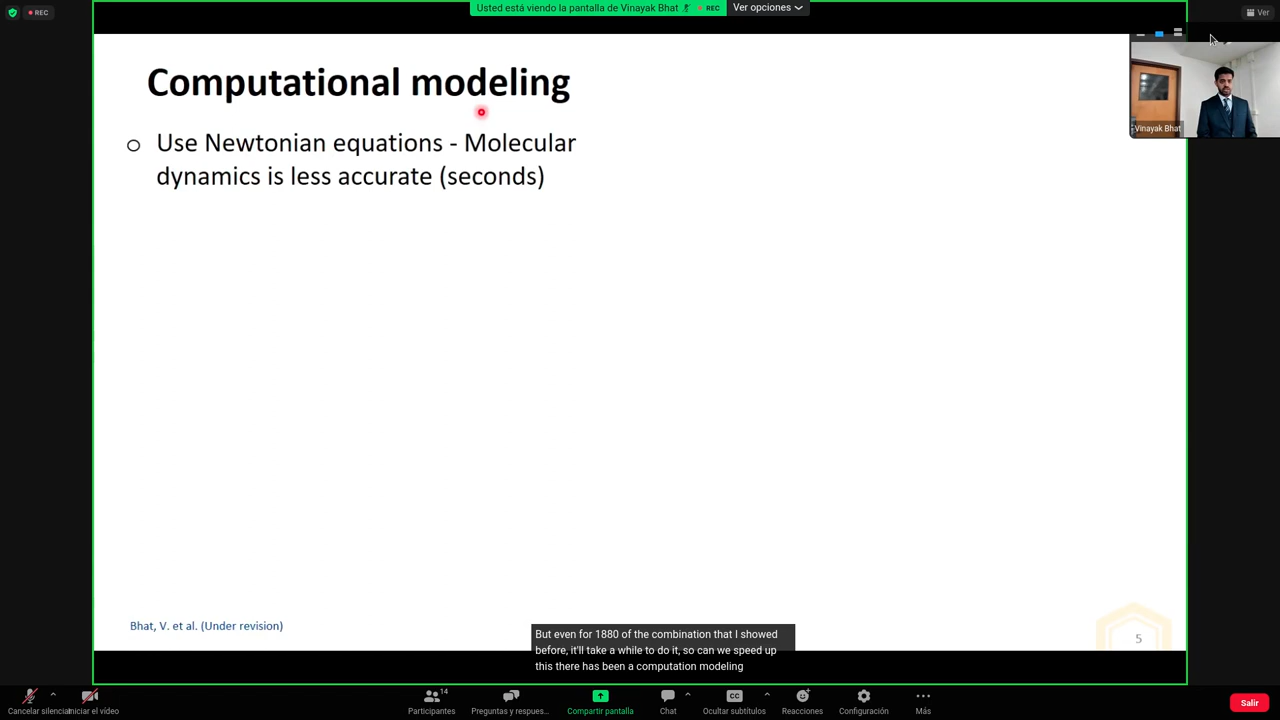 Usted está viendo la pantalla de Vinayak Bhat
REC
Ver opciones
REC
Ver
Computational modeling
Use Newtonian equations - Molecular
dynamics is less accurate (seconds)
Vinayak Bhat
Bhat, V. et al. (Under revision)
5
But even for 1880 of the combination that I showed
before, it'll take a while to do it, so can we speed up
this there has been a computation modeling
Cancelar silenciar
Iniciar el vídeo
14
Participantes
Preguntas y respues...
Compartir pantalla
Chat
CC
Ocultar subtítulos
Reacciones
Configuración
Más
Salir